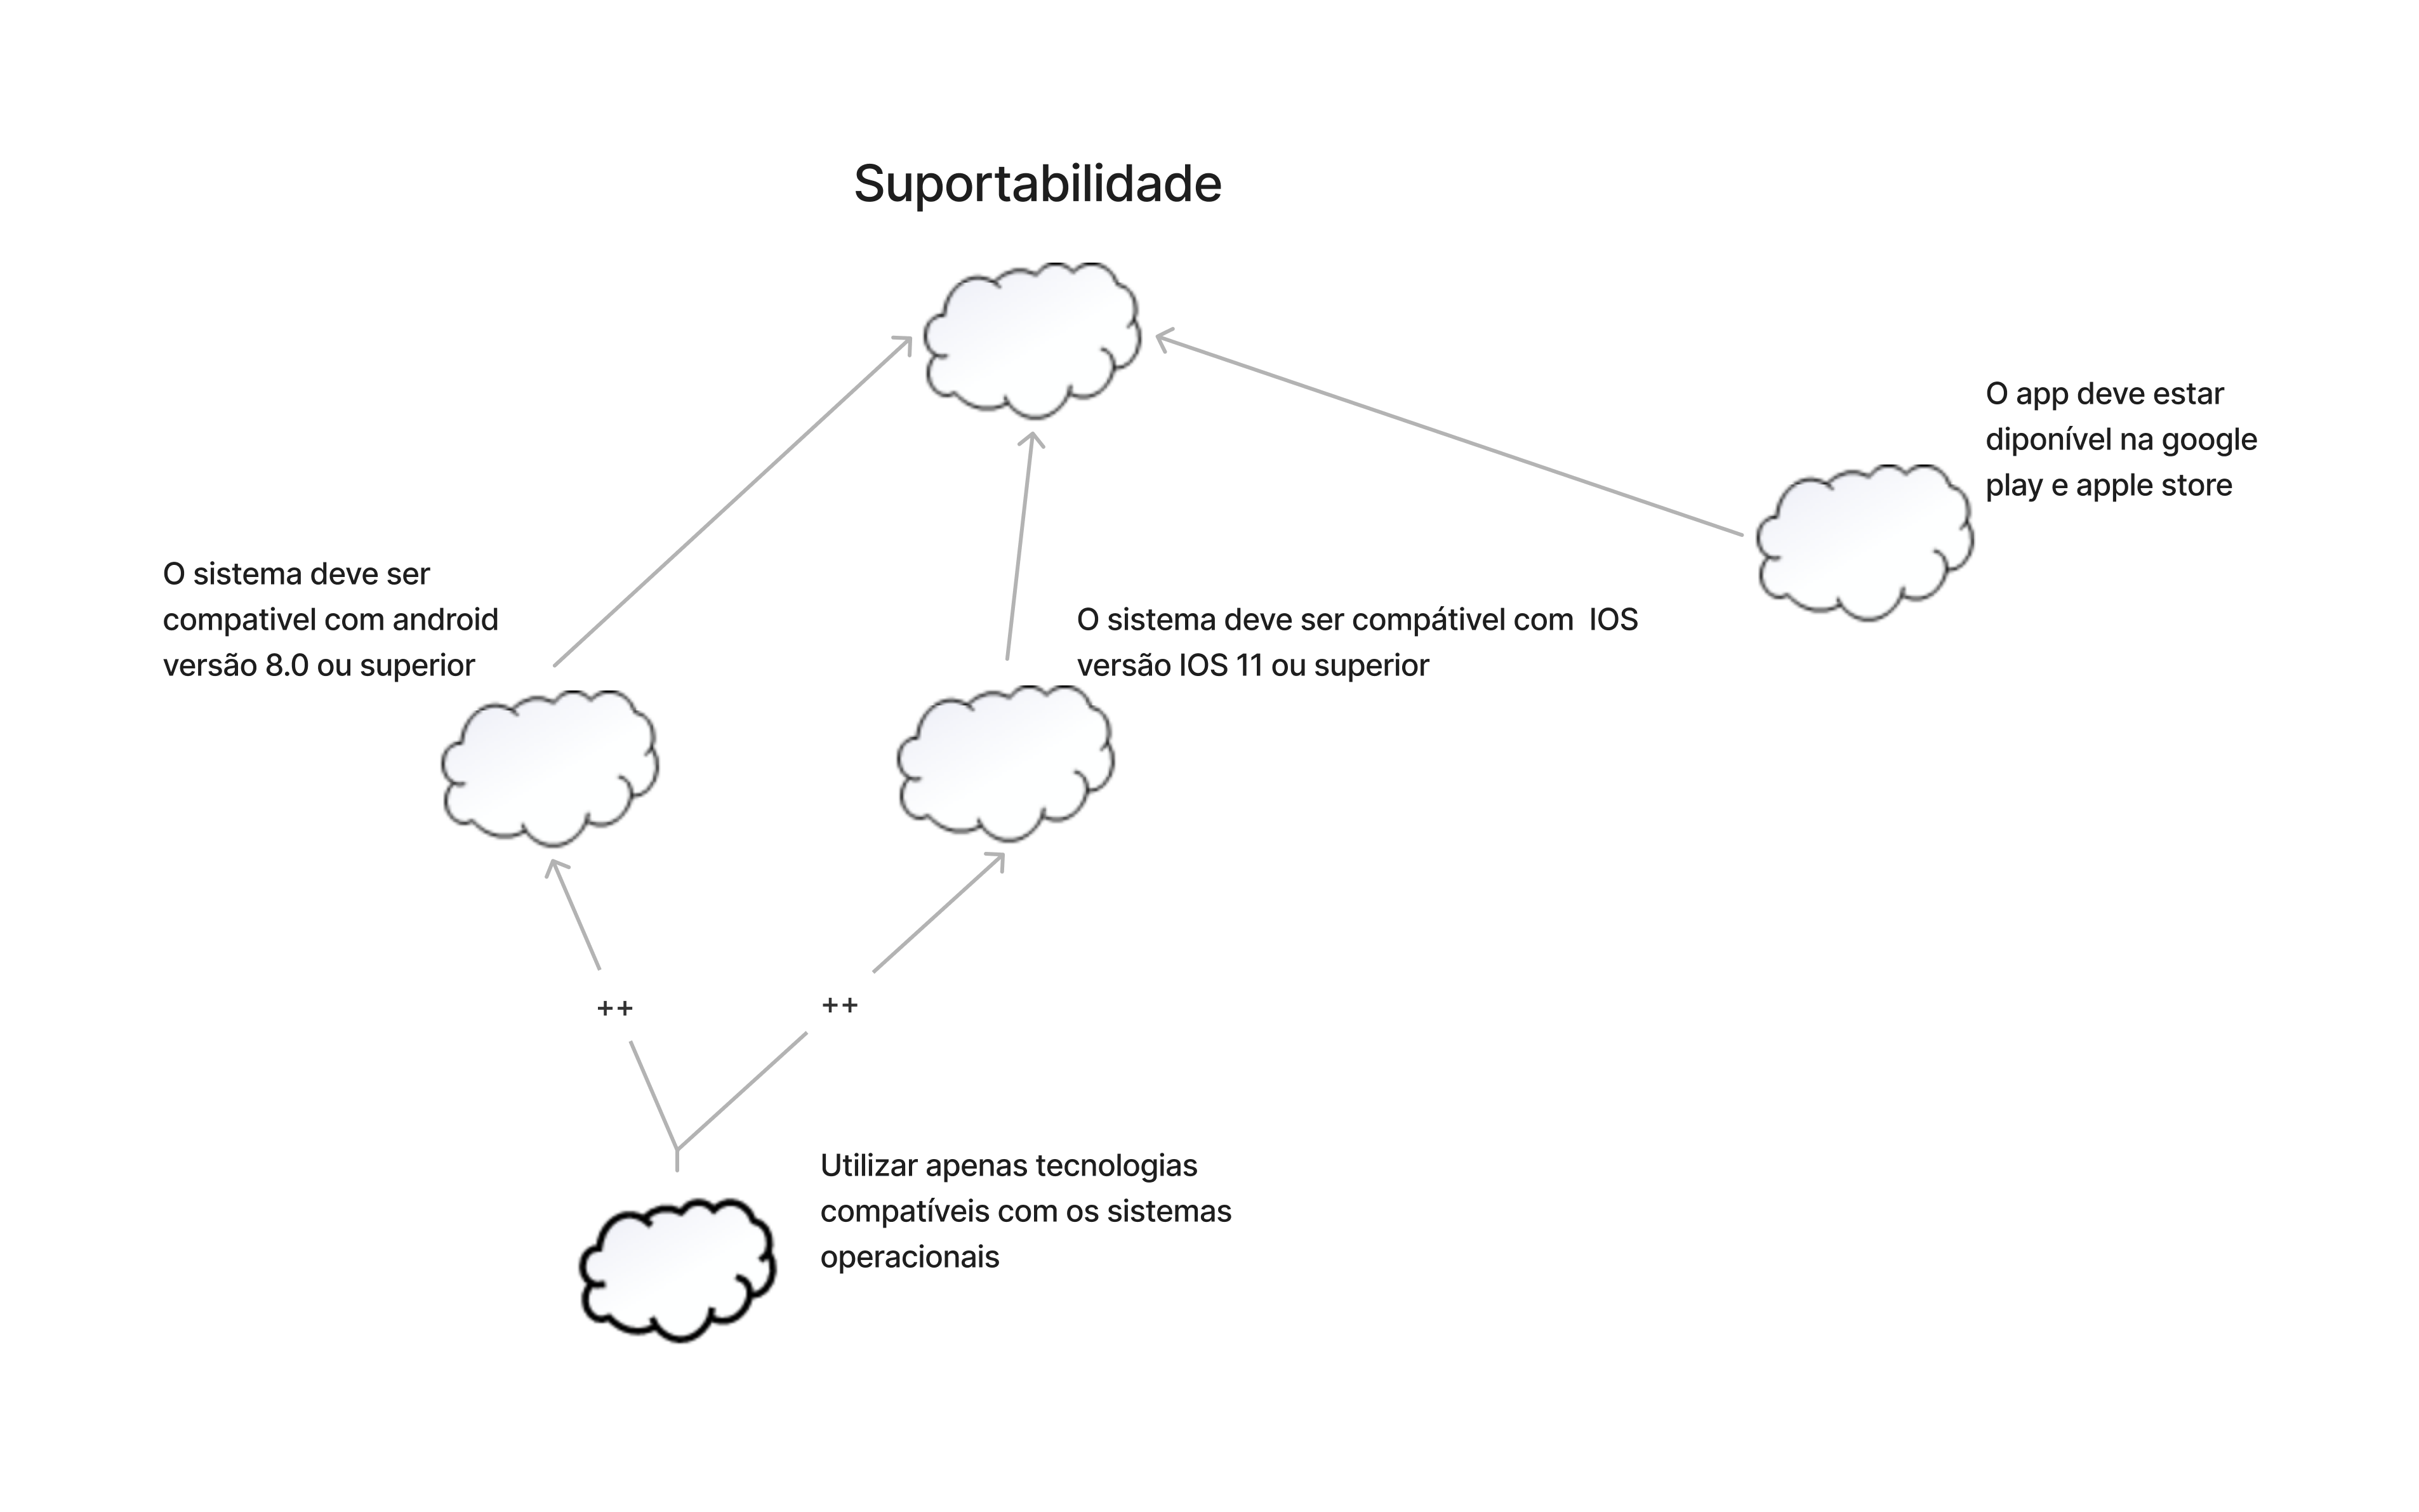 Suportabilidade
O app deve estar
diponível na google
play e apple store
O sistema deve ser
compativel com android
versão 8.0 ou superior
O sistema deve ser compátivel com  IOS
versão IOS 11 ou superior
++
++
Utilizar apenas tecnologias
compatíveis com os sistemas
operacionais